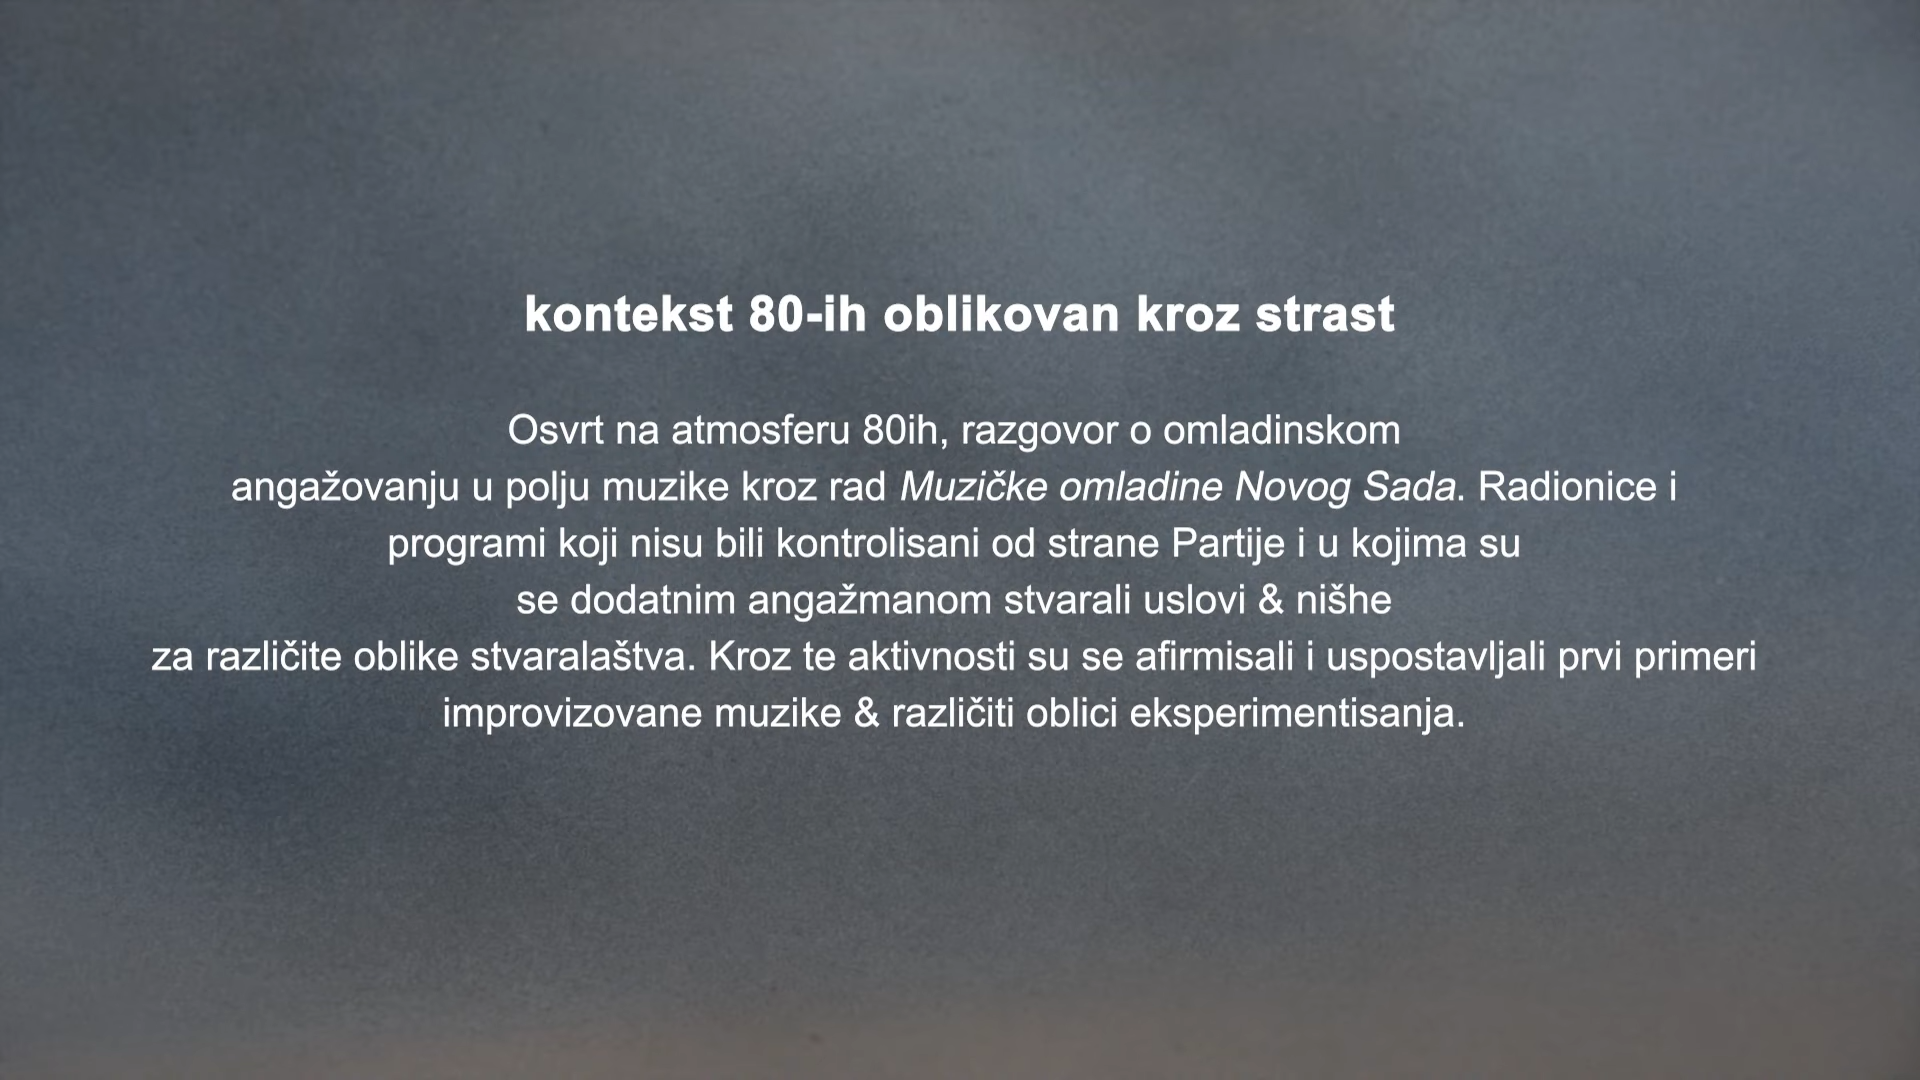 kontekst 80-ih oblikovan kroz strast
Osvrt na atmosferu 80ih, razgovor o omladinskom
angažovanju u polju muzike kroz rad Muzičke omladine Novog Sada. Radionice i
programi koji nisu bili kontrolisani od strane Partije i u kojima su
se dodatnim angažmanom stvarali uslovi & nišhe
za različite oblike stvaralaštva. Kroz te aktivnosti su se afirmisali i uspostavljali prvi primeri
improvizovane muzike & različiti oblici eksperimentisanja.